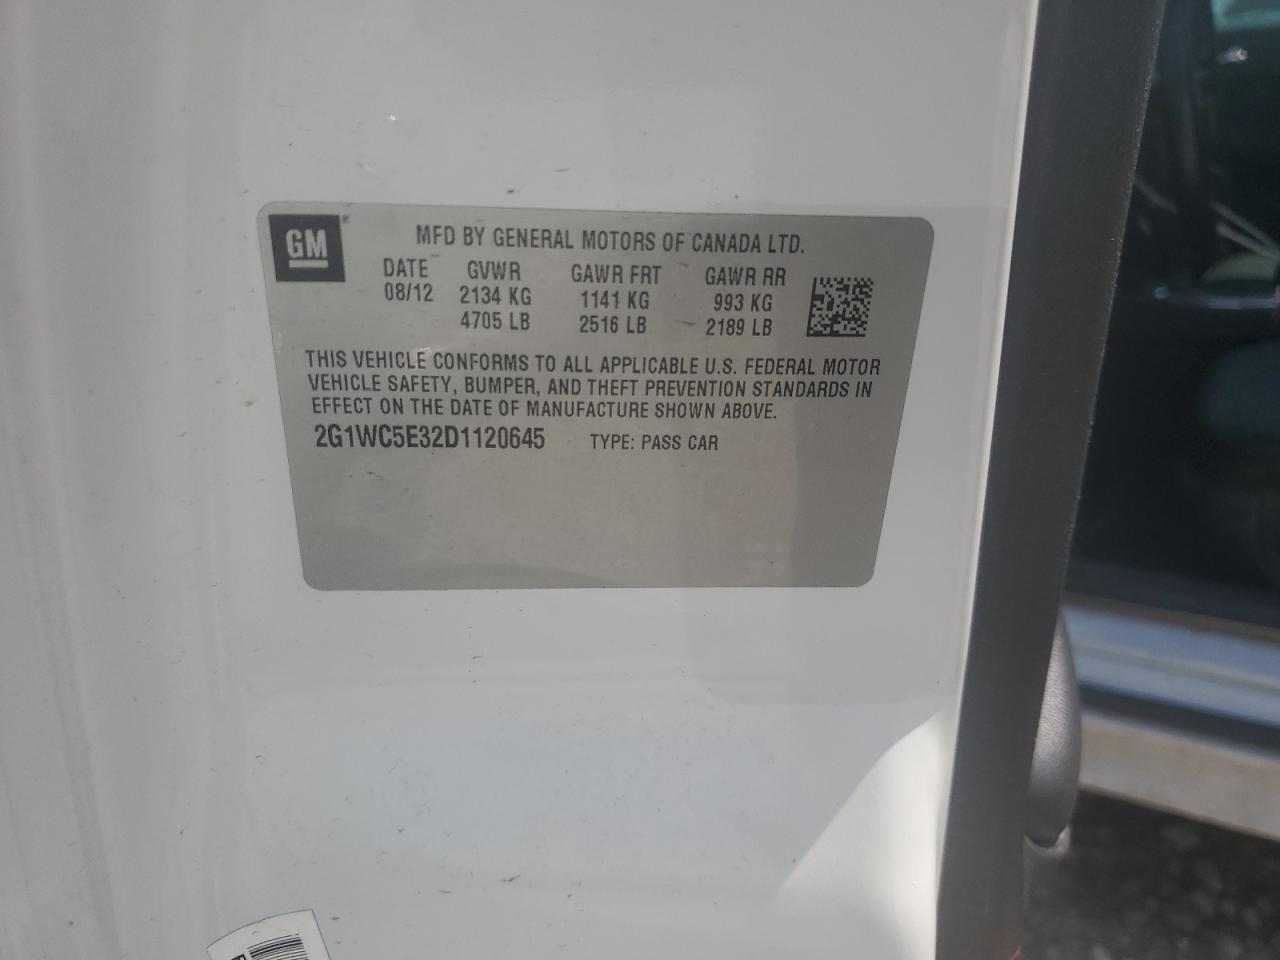 GM
MFD BY GENERAL MOTORS OF CANADA LTD.
DATE GVWR GAWR FRT GAWR RR
08/12 2134 KG 1141 KG 993 KG
4705 LB 2516 LB 2189 LB
THIS VEHICLE CONFORMS TO ALL APPLICABLE U.S. FEDERAL MOTOR
VEHICLE SAFETY, BUMPER, AND THEFT PREVENTION STANDARDS IN
EFFECT ON THE DATE OF MANUFACTURE SHOWN ABOVE.
2G1WC5E32D1120645 TYPE: PASS CAR